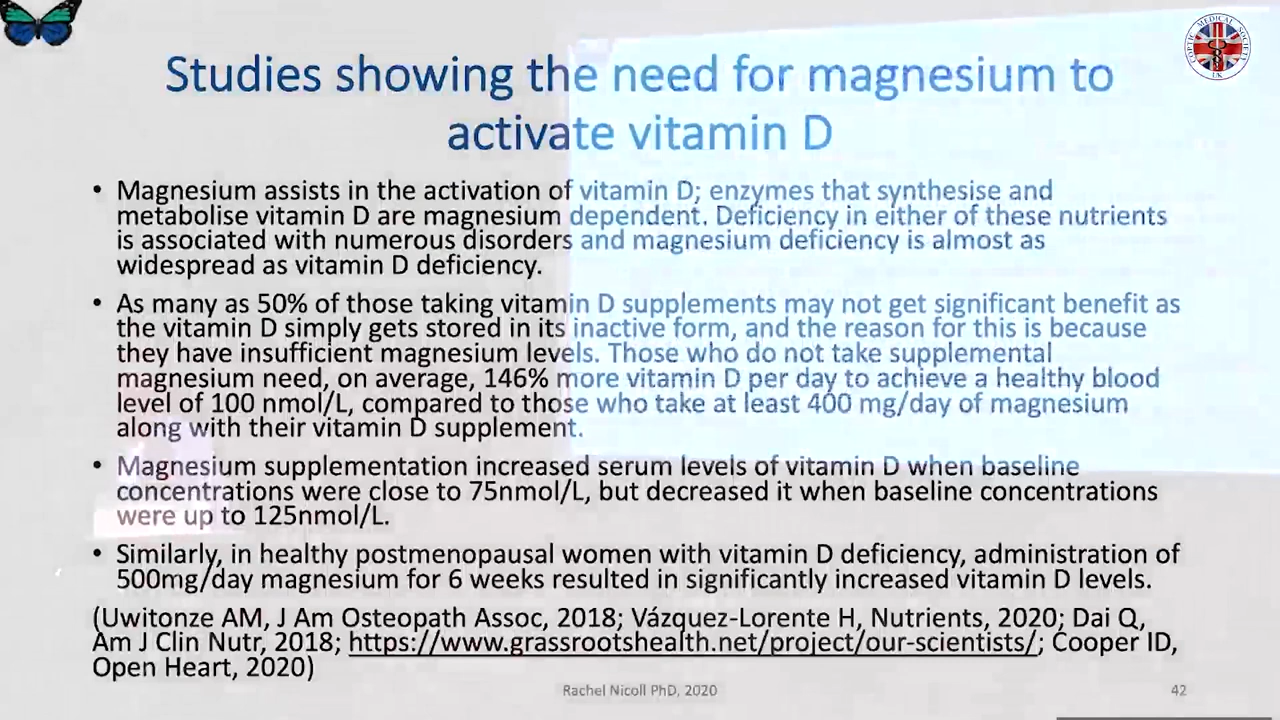 COPTIC MEDICAL SOCIETY
UK
Studies showing the need for magnesium to
activate vitamin D
• Magnesium assists in the activation of vitamin D; enzymes that synthesise and
metabolise vitamin D are magnesium dependent. Deficiency in either of these nutrients
is associated with numerous disorders and magnesium deficiency is almost as
widespread as vitamin D deficiency.
• As many as 50% of those taking vitamin D supplements may not get significant benefit as
the vitamin D simply gets stored in its inactive form, and the reason for this is because
they have insufficient magnesium levels. Those who do not take supplemental
magnesium need, on average, 146% more vitamin D per day to achieve a healthy blood
level of 100 nmol/L, compared to those who take at least 400 mg/day of magnesium
along with their vitamin D supplement.
• Magnesium supplementation increased serum levels of vitamin D when baseline
concentrations were close to 75nmol/L, but decreased it when baseline concentrations
were up to 125nmol/L.
• Similarly, in healthy postmenopausal women with vitamin D deficiency, administration of
500mg/day magnesium for 6 weeks resulted in significantly increased vitamin D levels.
(Uwitonze AM, J Am Osteopath Assoc, 2018; Vázquez-Lorente H, Nutrients, 2020; Dai Q,
Am J Clin Nutr, 2018; https://www.grassrootshealth.net/project/our-scientists/; Cooper ID,
Open Heart, 2020)
Rachel Nicoll PhD, 2020
42